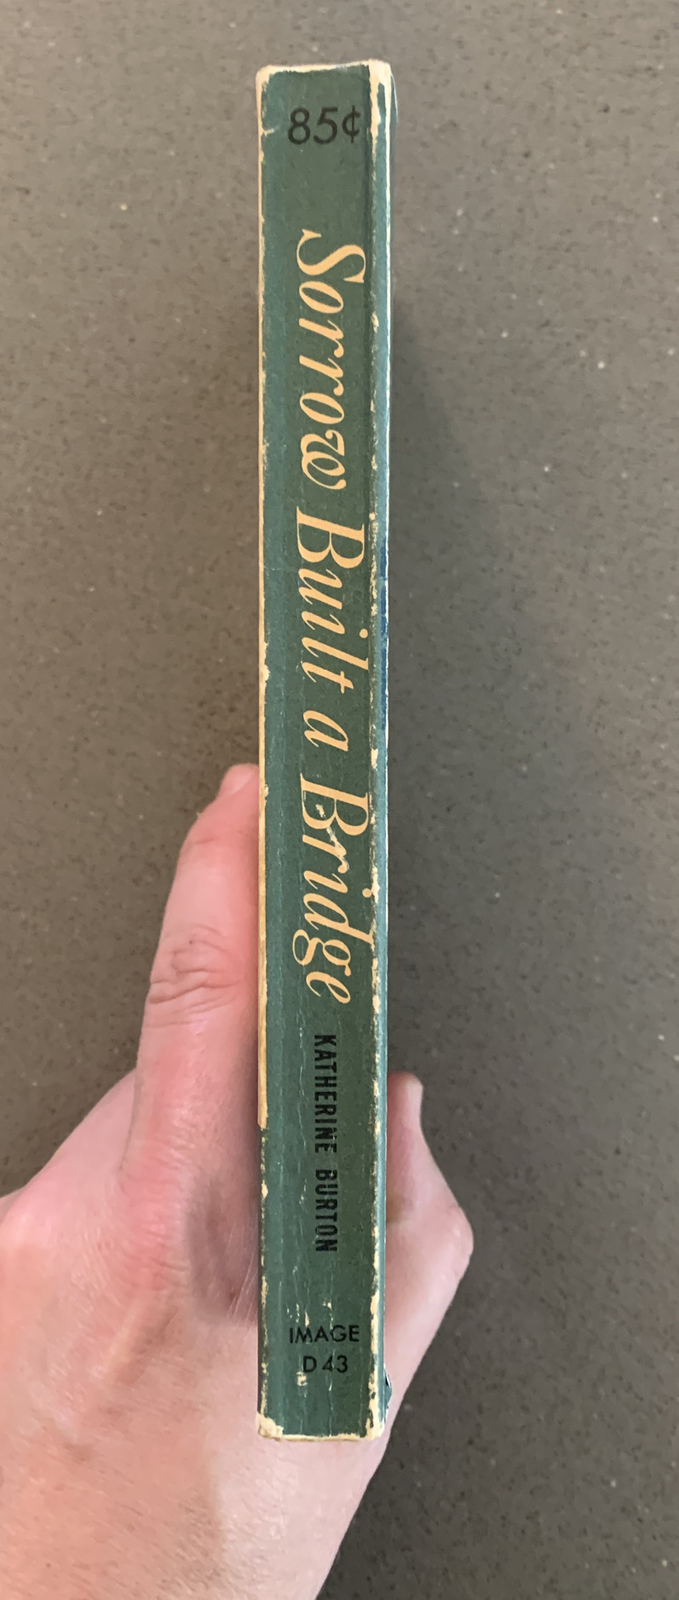 85¢
Sorrow Built a Bridge
KATHERINE BURTON
IMAGE
D 43